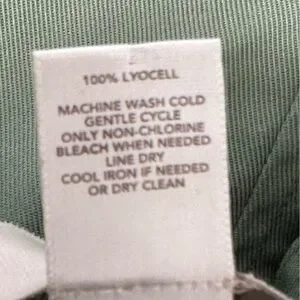 100% LYOCELL
MACHINE WASH COLD
GENTLE CYCLE
ONLY NON-CHLORINE
BLEACH WHEN NEEDED
LINE DRY
COOL IRON IF NEEDED
OR DRY CLEAN